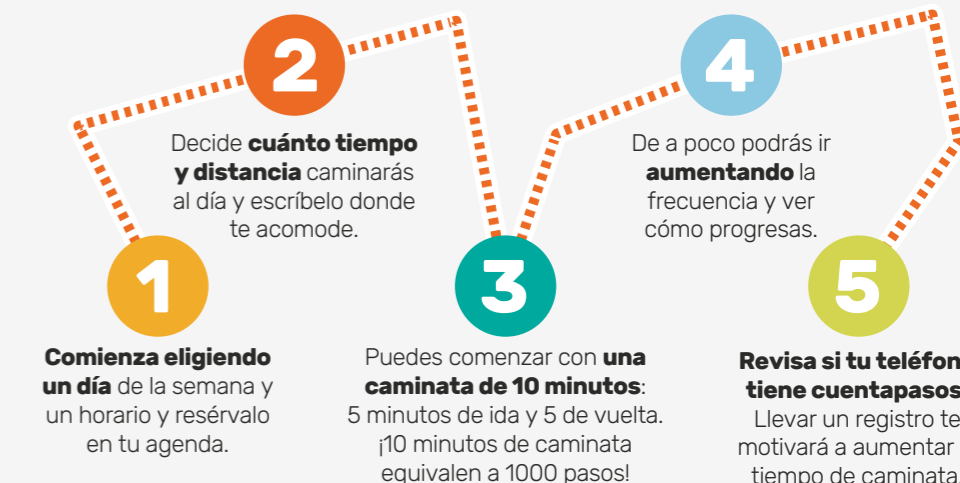 1
Comienza eligiendo
un día de la semana y
un horario y resérvalo
en tu agenda.
2
Decide cuánto tiempo
y distancia caminarás
al día y escríbelo donde
te acomode.
3
Puedes comenzar con una
caminata de 10 minutos:
5 minutos de ida y 5 de vuelta.
¡10 minutos de caminata
equivalen a 1000 pasos!
4
De a poco podrás ir
aumentando la
frecuencia y ver
cómo progresas.
5
Revisa si tu teléfon
tiene cuentapasos
Llevar un registro te
motivará a aumentar
tiempo de caminata.